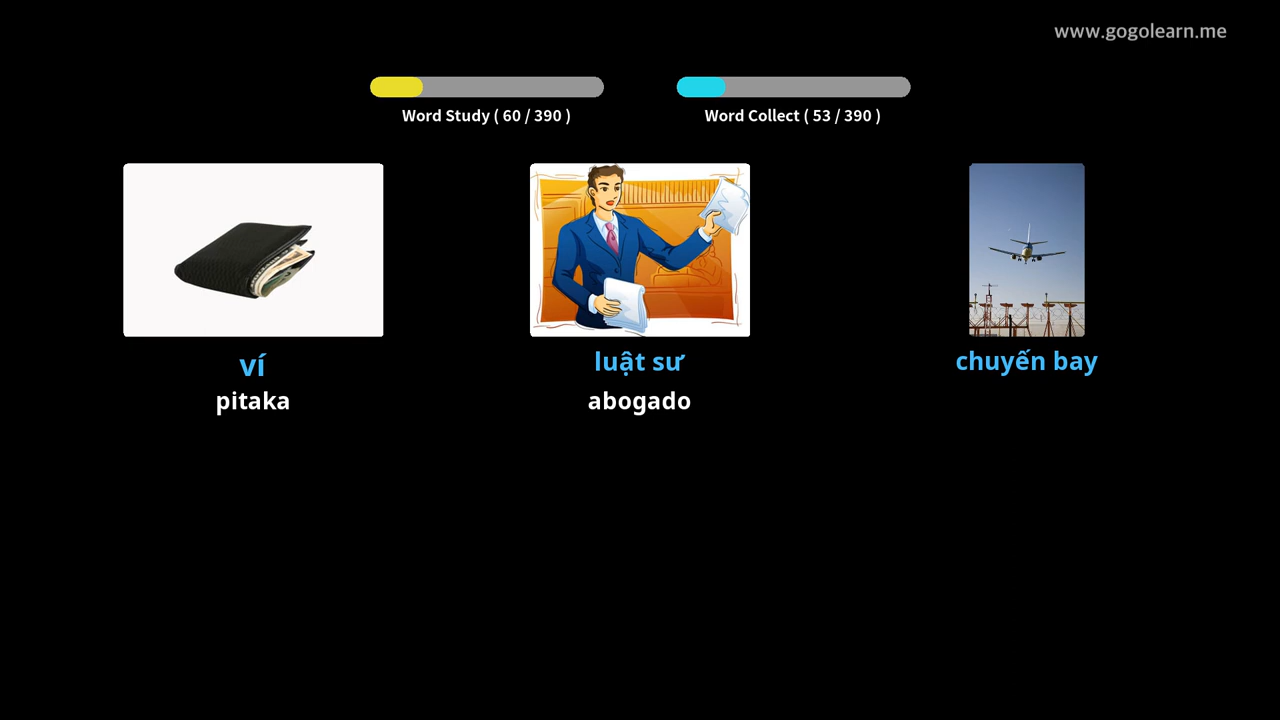 www.gogolearn.me
Word Study ( 60 / 390 )
Word Collect ( 53 / 390 )
ví
luật sư
chuyến bay
pitaka
abogado